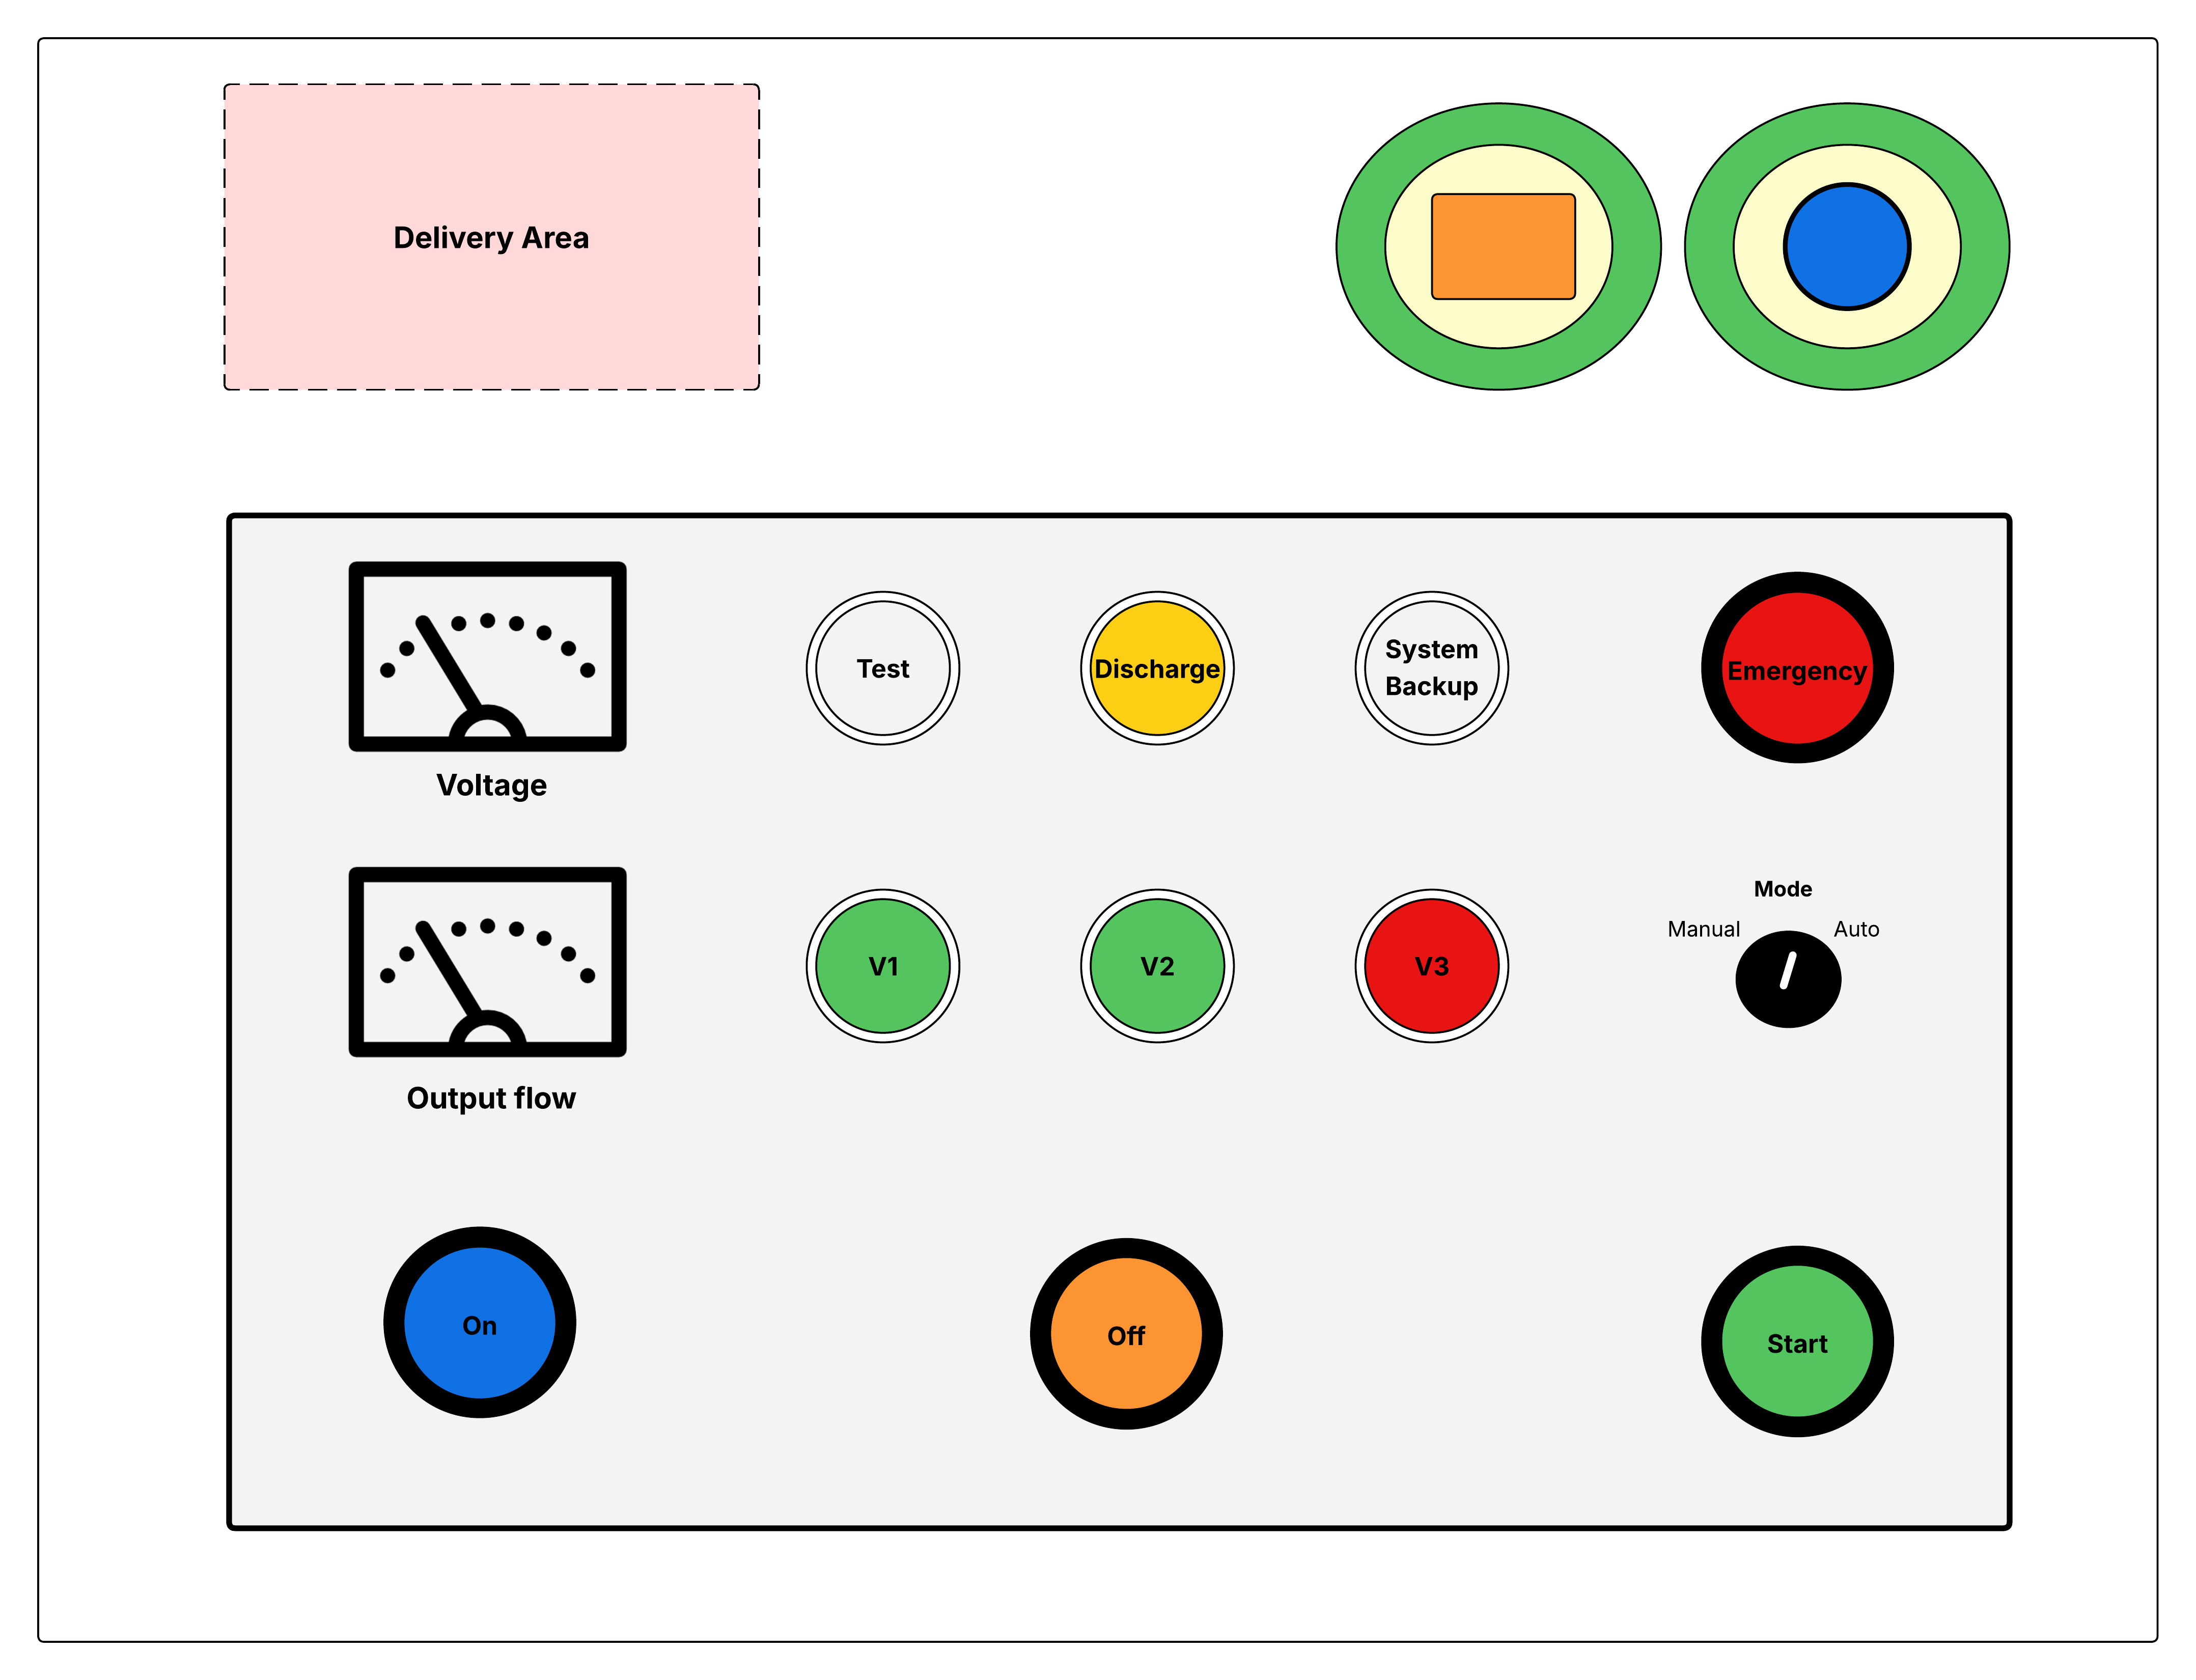 Delivery Area
Test
Discharge
System
Backup
Emergency
Voltage
Mode
Manual
Auto
V1
V2
V3
Output flow
On
Off
Start